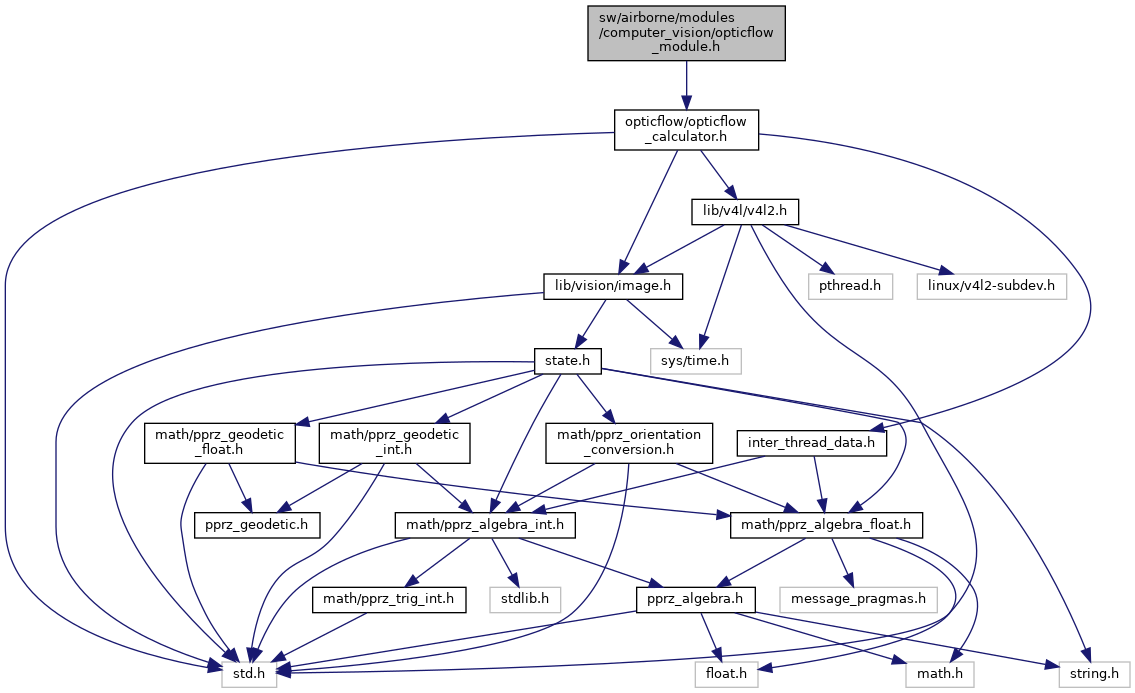 sw/airborne/modules
/computer_vision/opticflow
_module.h
opticflow/opticflow
_calculator.h
lib/v4l/v4l2.h
lib/vision/image.h
pthread.h
linux/v4l2-subdev.h
state.h
sys/time.h
math/pprz_geodetic
_float.h
math/pprz_geodetic
_int.h
math/pprz_orientation
_conversion.h
inter_thread_data.h
pprz_geodetic.h
math/pprz_algebra_int.h
math/pprz_algebra_float.h
math/pprz_trig_int.h
stdlib.h
pprz_algebra.h
message_pragmas.h
std.h
float.h
math.h
string.h